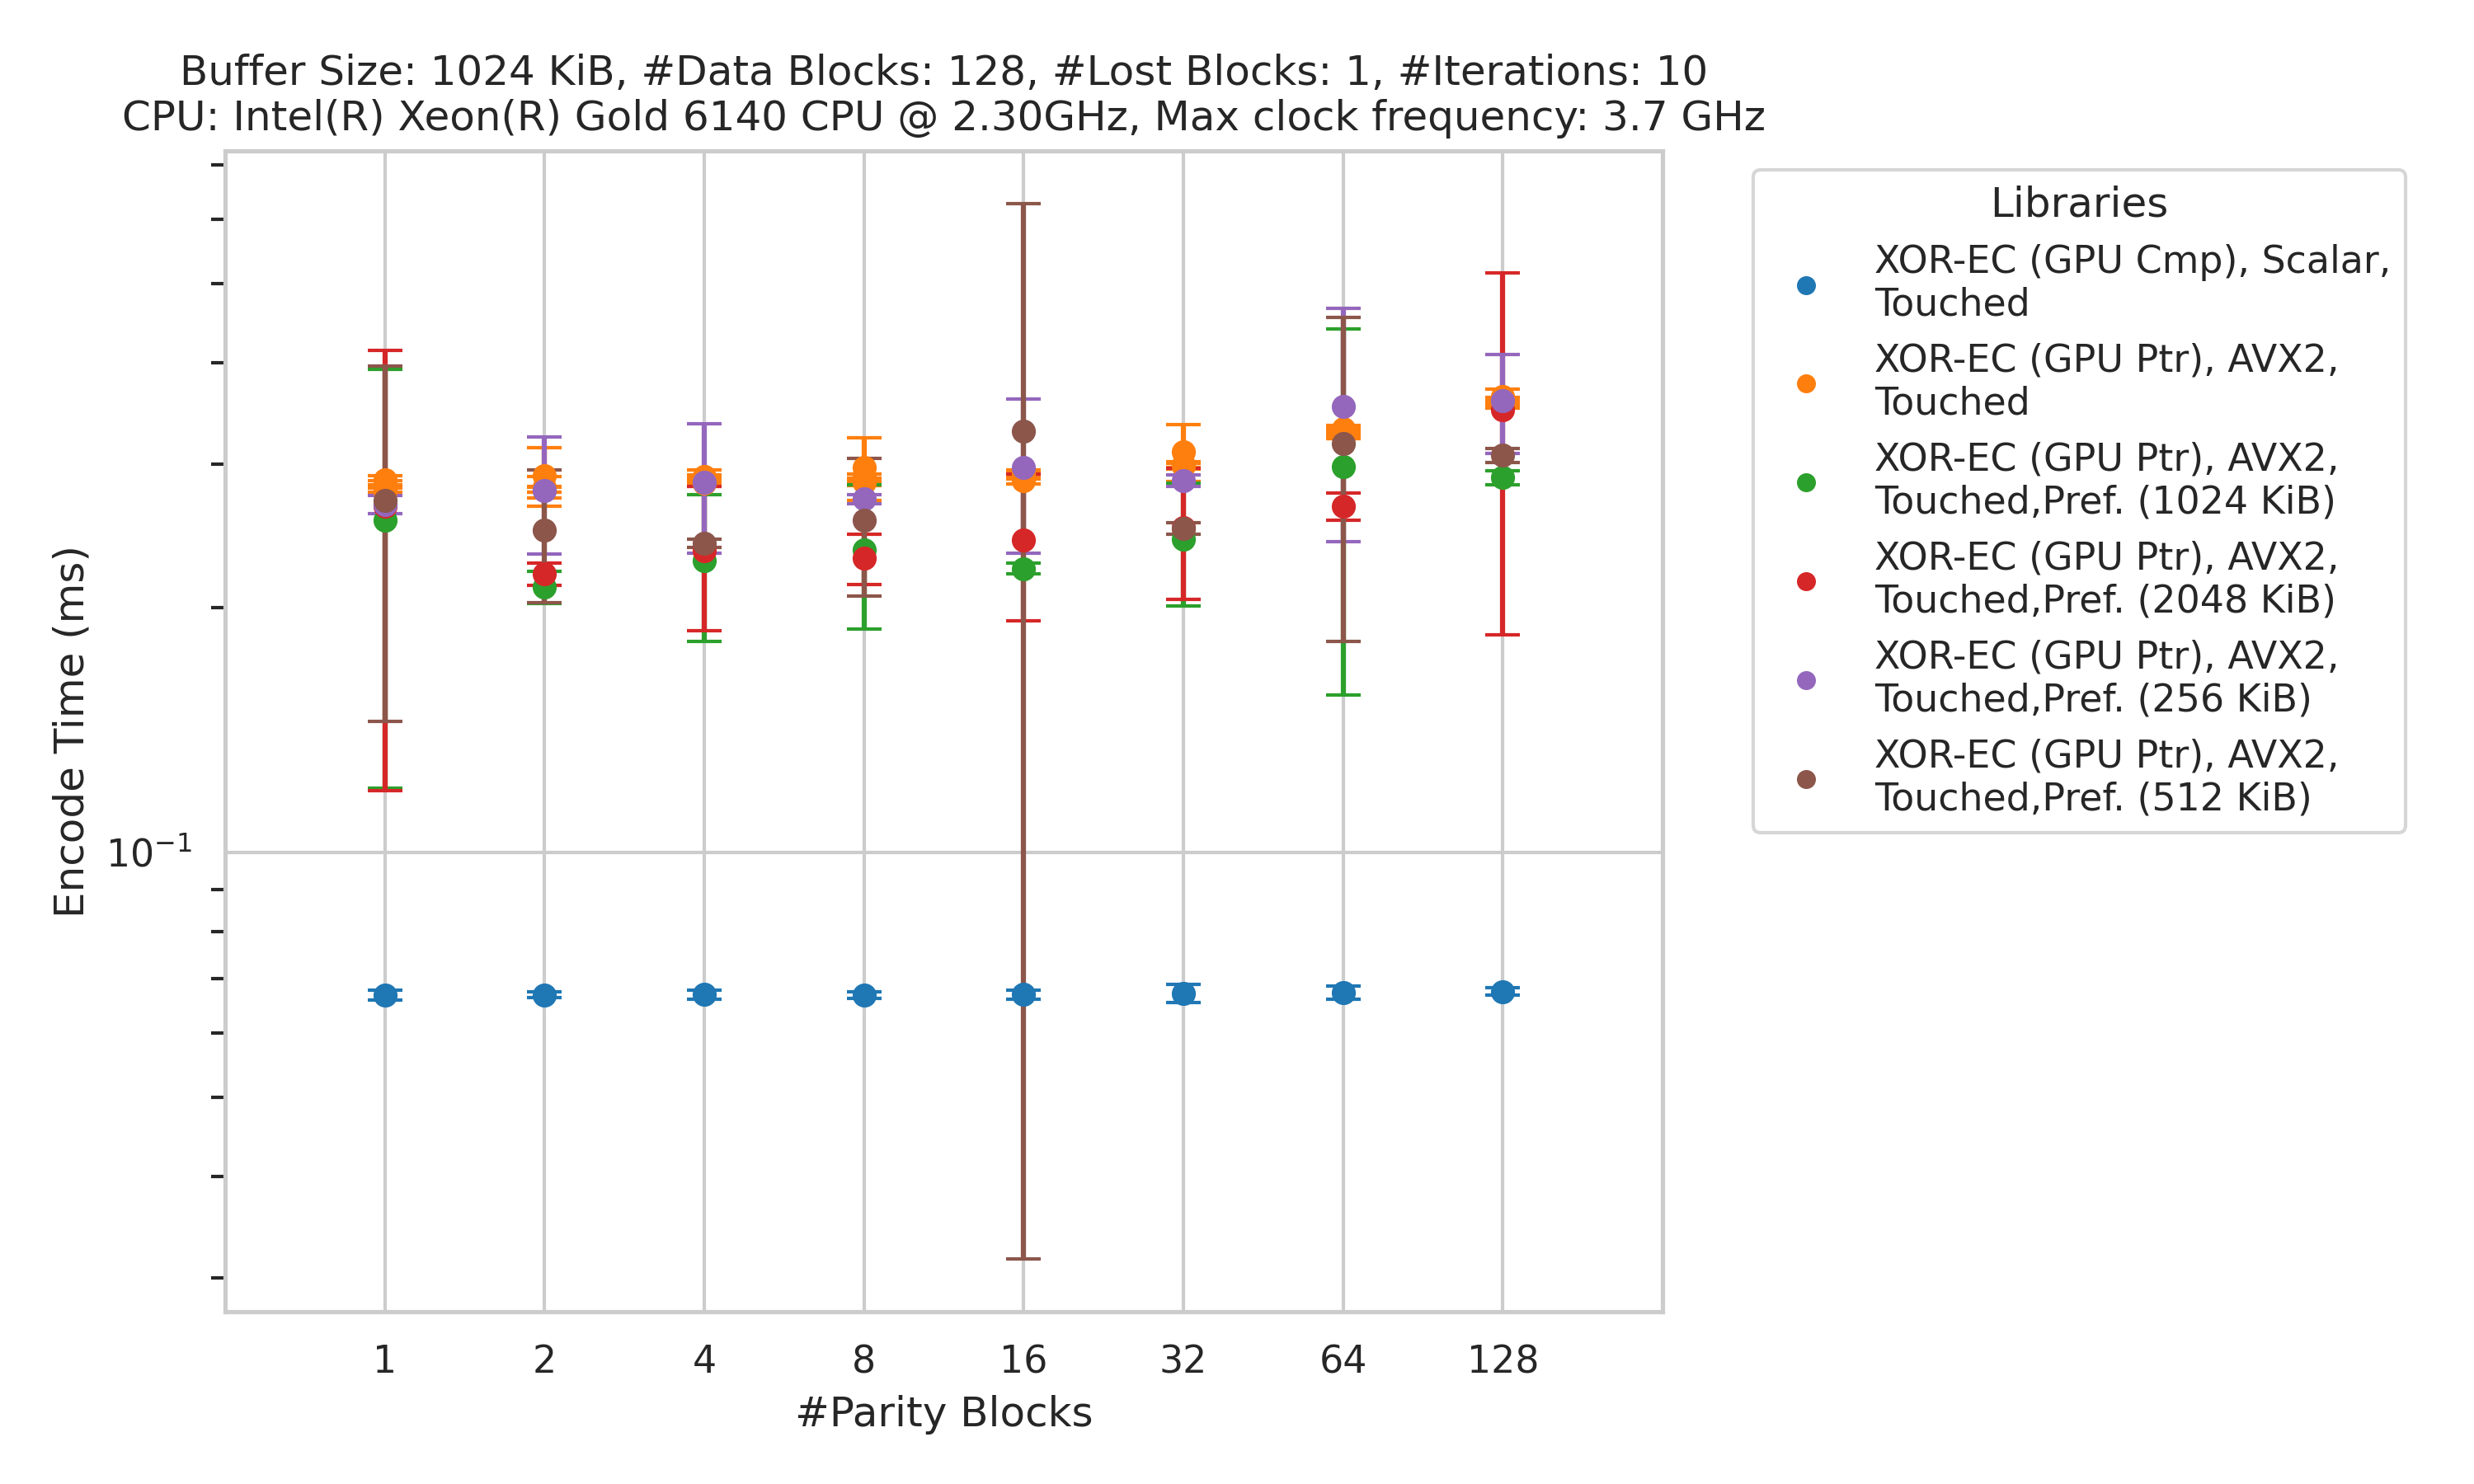 Buffer Size: 1024 KiB, #Data Blocks: 128, #Lost Blocks: 1, #Iterations: 10
CPU: Intel(R) Xeon(R) Gold 6140 CPU @ 2.30GHz, Max clock frequency: 3.7 GHz
Encode Time (ms)
10⁻¹
1
2
4
8
16
32
64
128
#Parity Blocks
Libraries
XOR-EC (GPU Cmp), Scalar,
Touched
XOR-EC (GPU Ptr), AVX2,
Touched
XOR-EC (GPU Ptr), AVX2,
Touched,Pref. (1024 KiB)
XOR-EC (GPU Ptr), AVX2,
Touched,Pref. (2048 KiB)
XOR-EC (GPU Ptr), AVX2,
Touched,Pref. (256 KiB)
XOR-EC (GPU Ptr), AVX2,
Touched,Pref. (512 KiB)